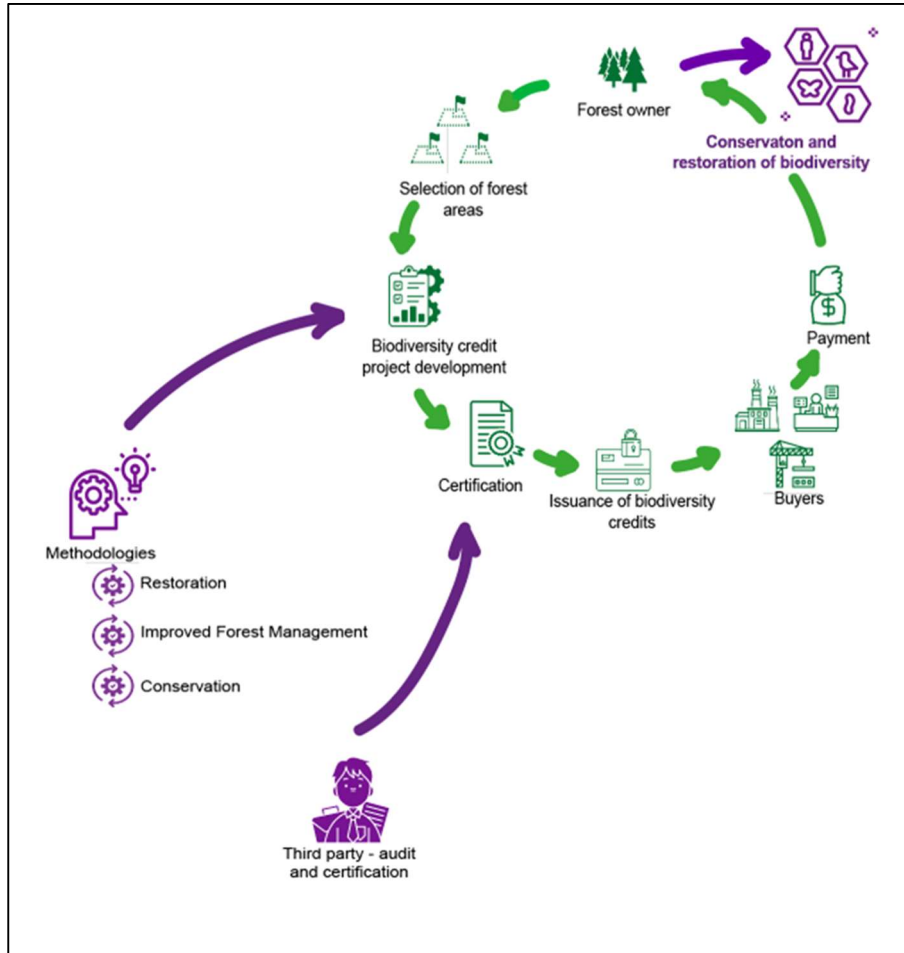 Forest owner
Conservaton and
restoration of biodiversity
Selection of forest
areas
Biodiversity credit
project development
Payment
$
Certification
Issuance of biodiversity
credits
Buyers
Methodologies
Restoration
Improved Forest Management
Conservation
Third party - audit
and certification